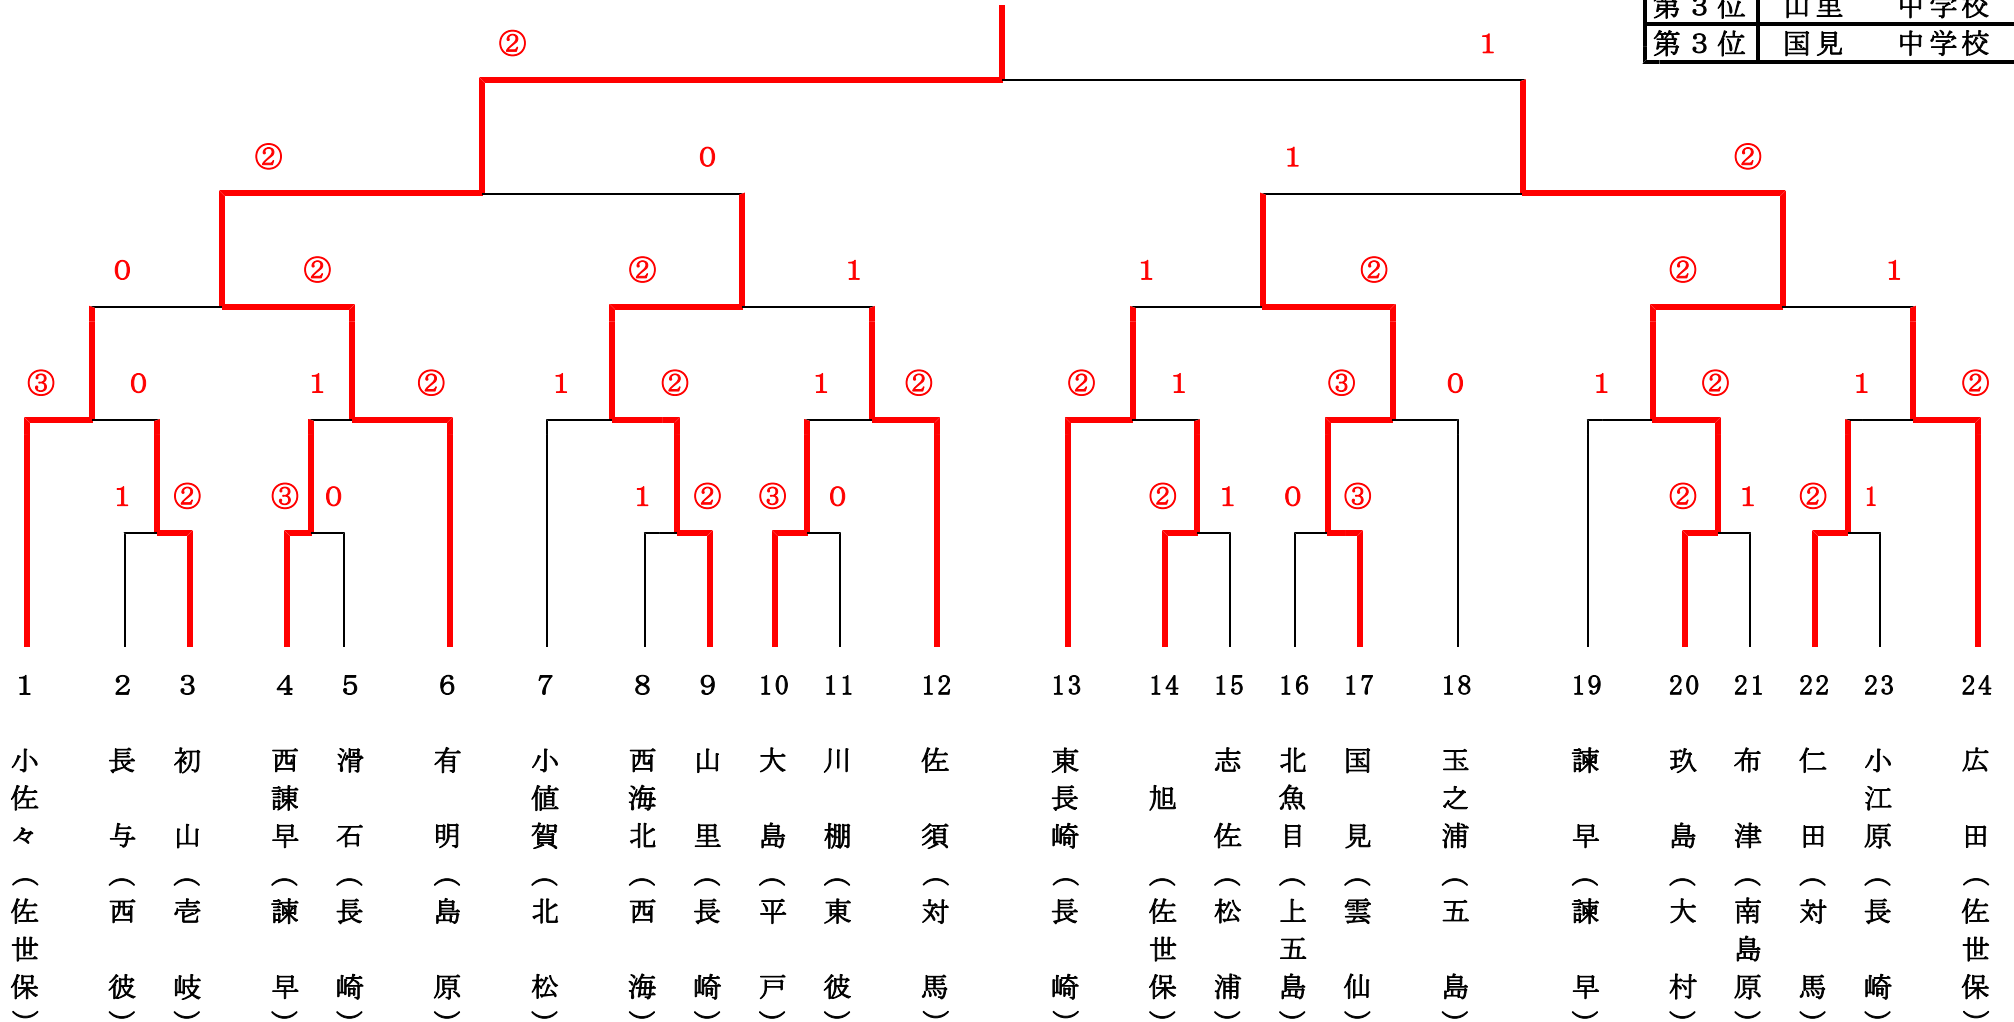 第３位 山里 中学校
第３位 国見 中学校
② 1
② 0 1 ②
0 ② ② 1 1 ② ② 1
③ 0 1 ② 1 ② 1 ② ② 1 ③ 0 1 ② 1 ②
1 ② ③ 0 1 ② ③ 0 ② 1 0 ③ ② 1 ② 1
1 2 3 4 5 6 7 8 9 10 11 12 13 14 15 16 17 18 19 20 21 22 23 24
小佐々（佐世保）
長与（西彼）
初山（壱岐）
西諫早（諫早）
滑石（長崎）
有明（島原）
小値賀（北松）
西海北（西海）
山里（長崎）
大島（平戸）
川棚（東彼）
佐須（対馬）
東長崎（長崎）
旭（佐世保）
志佐（松浦）
北魚目（上五島）
国見（雲仙）
玉之浦（五島）
諫早（諫早）
玖島（大村）
布津（南島原）
仁田（対馬）
小江原（長崎）
広田（佐世保）